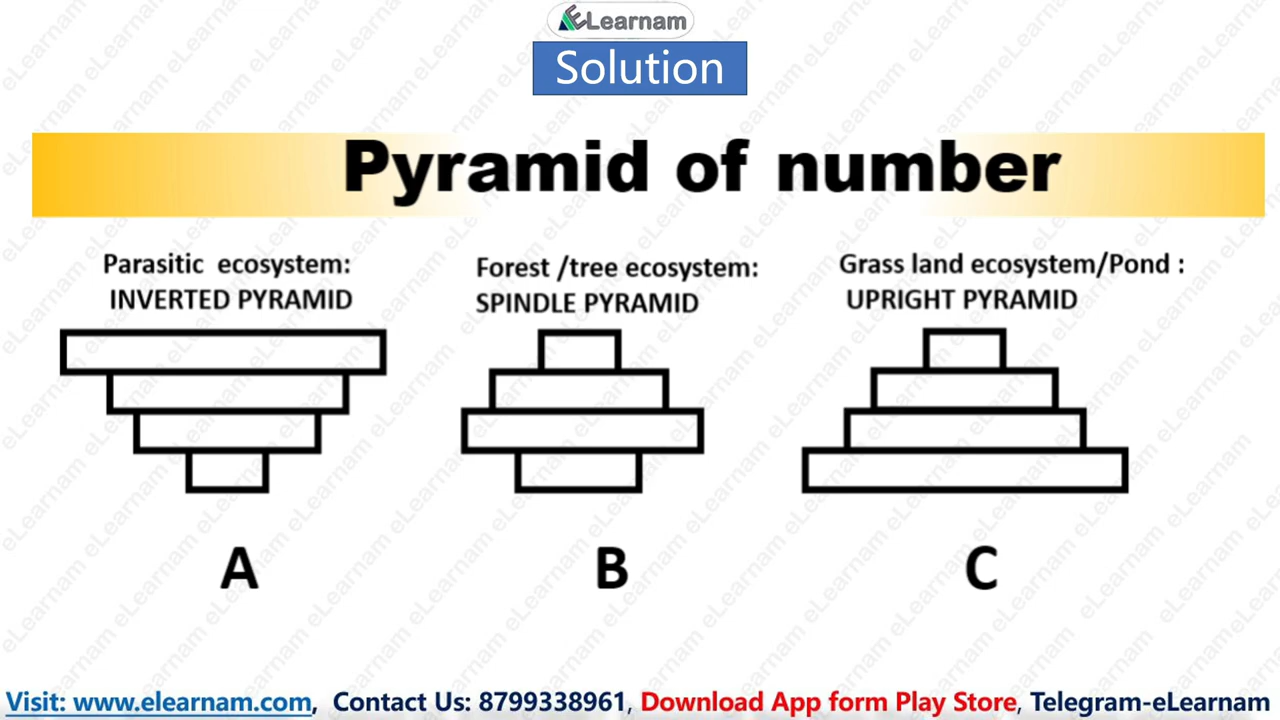 ELearnam
Solution
Pyramid of number
Parasitic ecosystem:
INVERTED PYRAMID
Forest /tree ecosystem:
SPINDLE PYRAMID
Grass land ecosystem/Pond :
UPRIGHT PYRAMID
A
B
C
Visit: www.elearnam.com, Contact Us: 8799338961, Download App form Play Store, Telegram-eLearnam